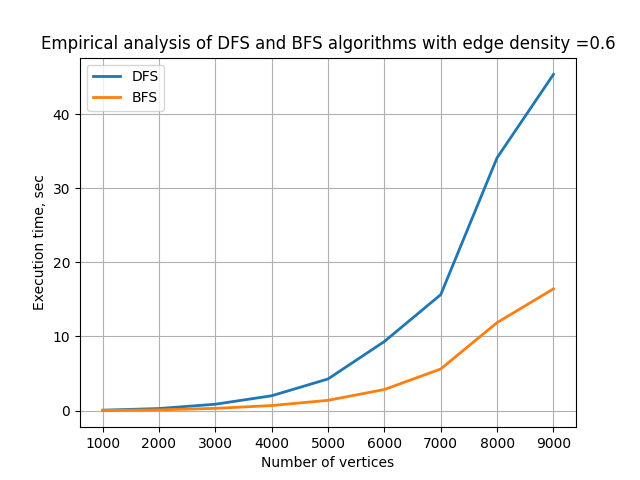 Empirical analysis of DFS and BFS algorithms with edge density =0.6
DFS
BFS
Execution time, sec
40
30
20
10
0
1000 2000 3000 4000 5000 6000 7000 8000 9000
Number of vertices